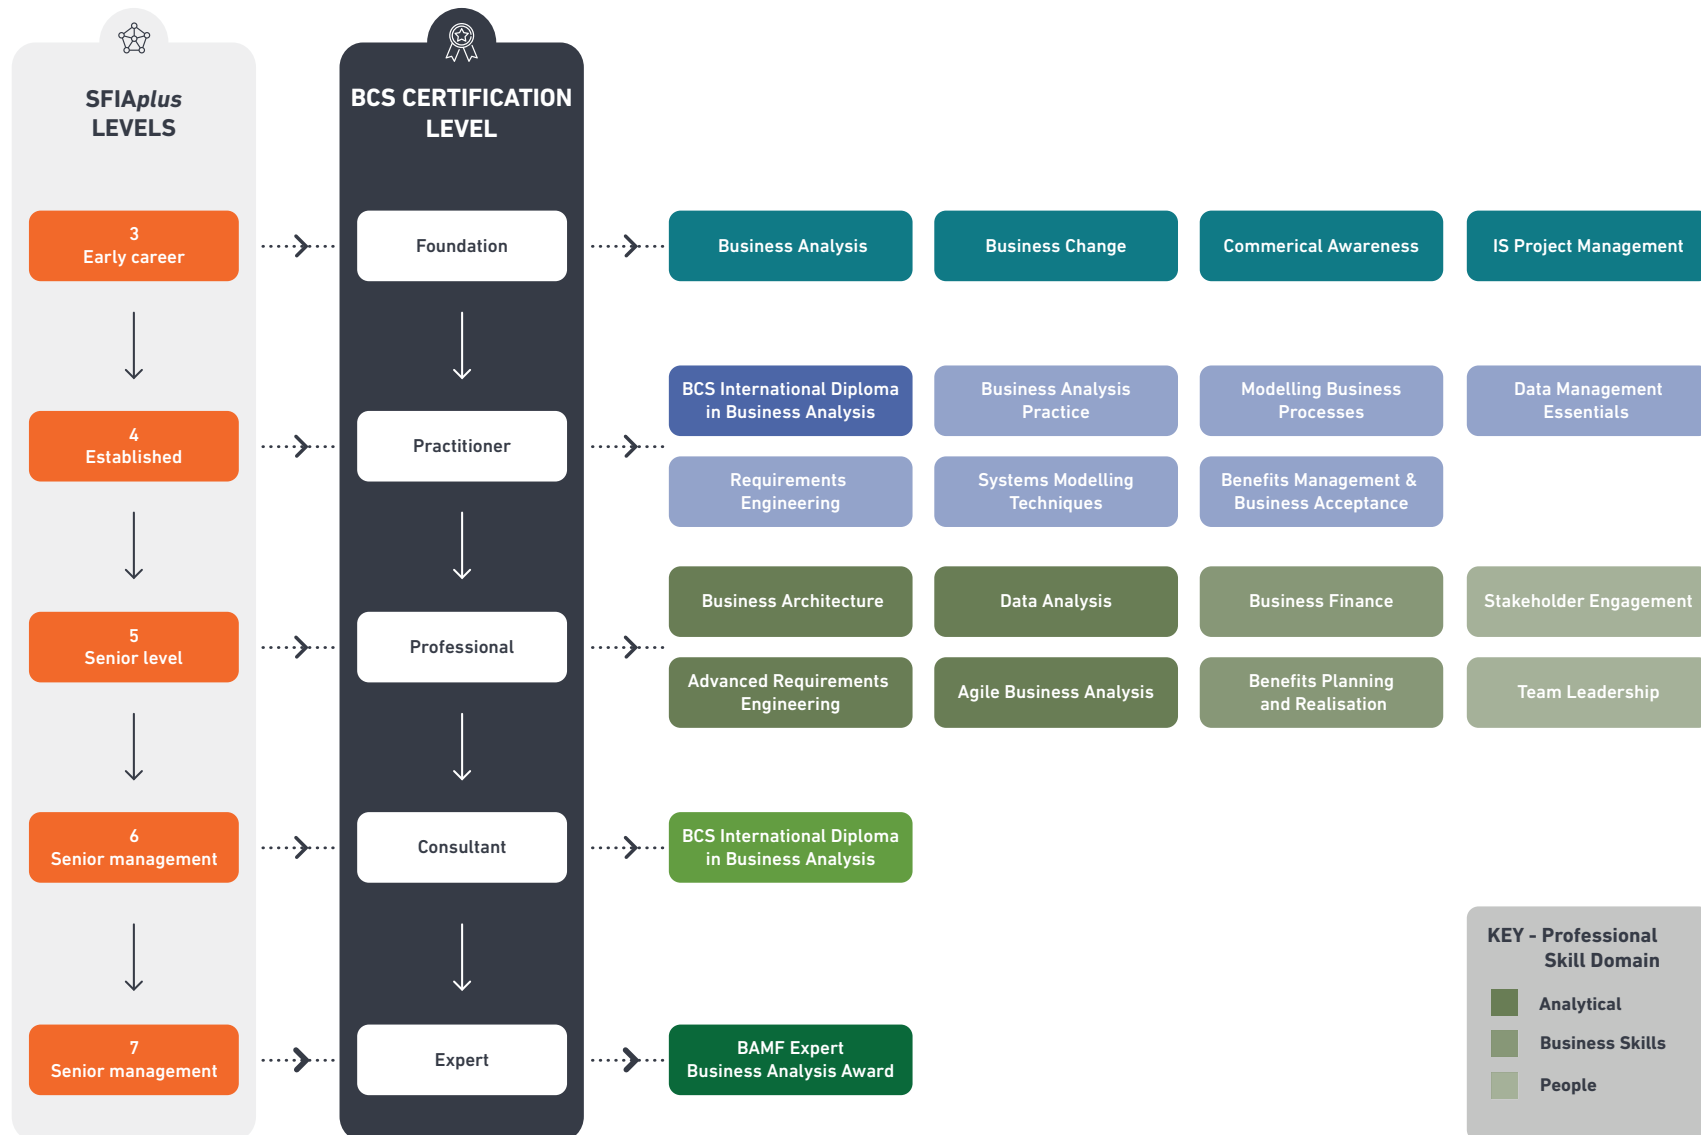 SFIAplus
LEVELS
BCS CERTIFICATION
LEVEL
3
Early career
Foundation
Business Analysis
Business Change
Commerical Awareness
IS Project Management
4
Established
Practitioner
BCS International Diploma
in Business Analysis
Business Analysis
Practice
Modelling Business
Processes
Data Management
Essentials
Requirements
Engineering
Systems Modelling
Techniques
Benefits Management &
Business Acceptance
5
Senior level
Professional
Business Architecture
Data Analysis
Business Finance
Stakeholder Engagement
Advanced Requirements
Engineering
Agile Business Analysis
Benefits Planning
and Realisation
Team Leadership
6
Senior management
Consultant
BCS International Diploma
in Business Analysis
7
Senior management
Expert
BAMF Expert
Business Analysis Award
KEY - Professional
Skill Domain
Analytical
Business Skills
People